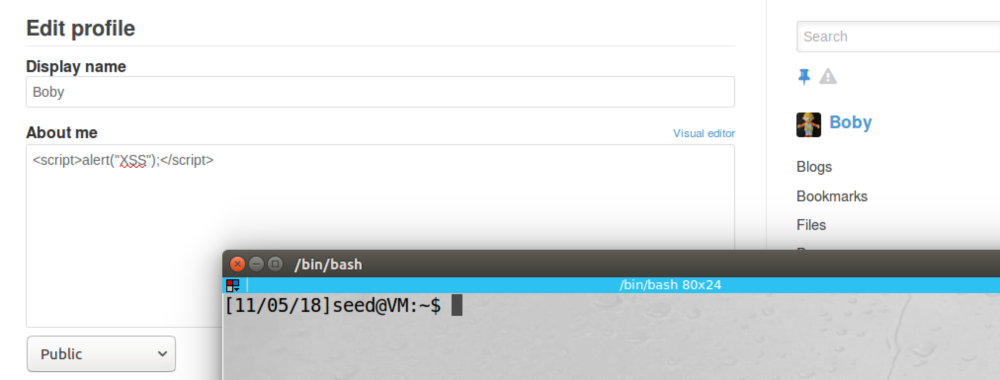 Edit profile
Display name
Boby
About me
Visual editor
<script>alert("XSS");</script>
Public
Search
Boby
Blogs
Bookmarks
Files
/bin/bash
/bin/bash 80x24
[11/05/18]seed@VM:~$